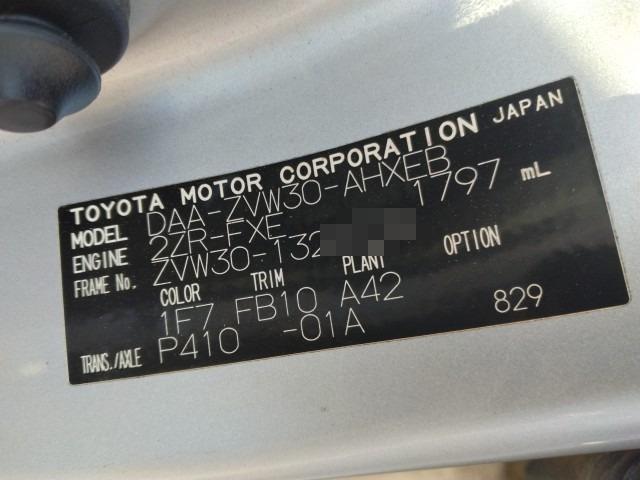 TOYOTA MOTOR CORPORATION JAPAN
MODEL DAA-ZVW30-AHXEB
ENGINE 2ZR-FXE 1797 mL
FRAME No. ZVW30-132
COLOR TRIM PLANT OPTION
1F7 FB10 A42
TRANS./AXLE P410 -01A 829